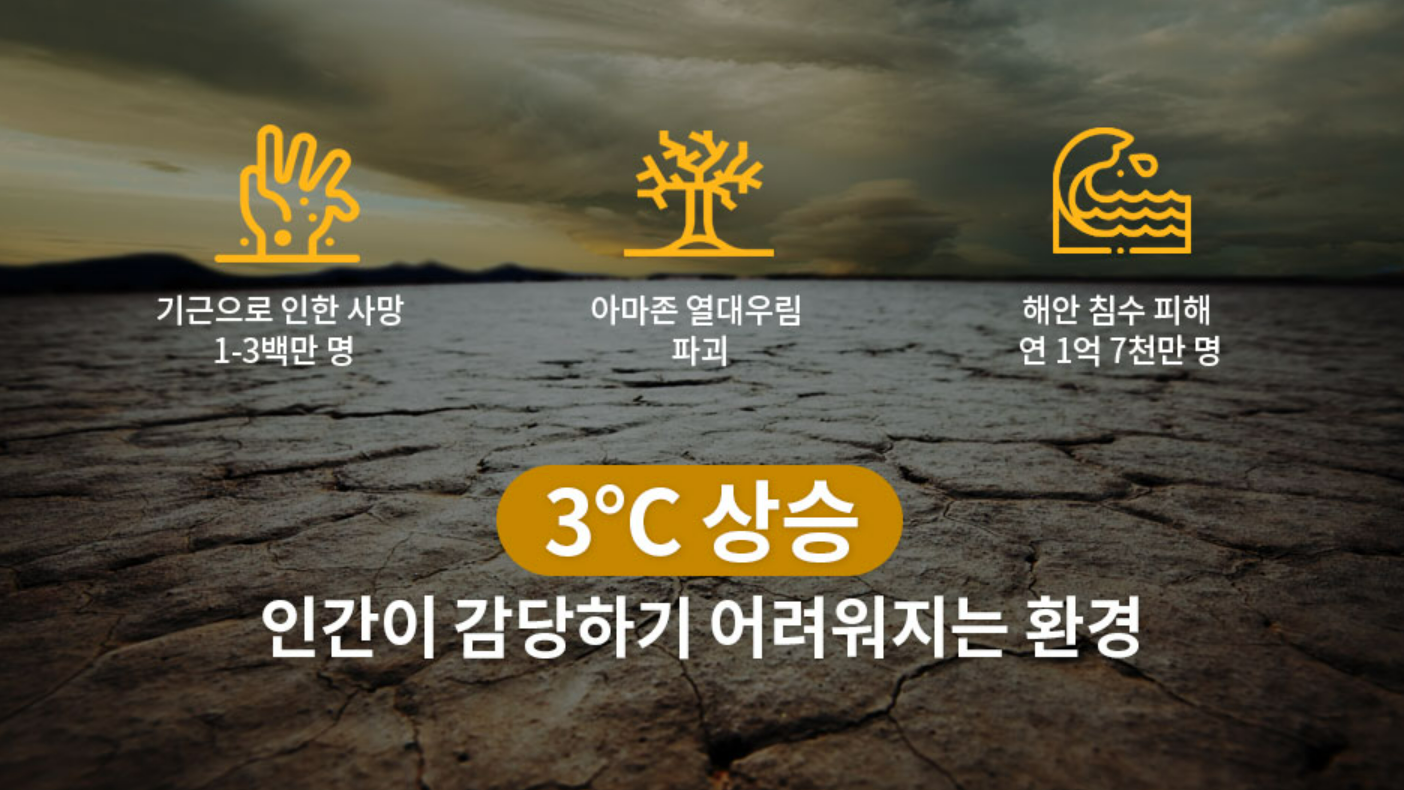 기근으로 인한 사망
1-3백만 명
아마존 열대우림
파괴
해안 침수 피해
연 1억 7천만 명
3℃ 상승
인간이 감당하기 어려워지는 환경